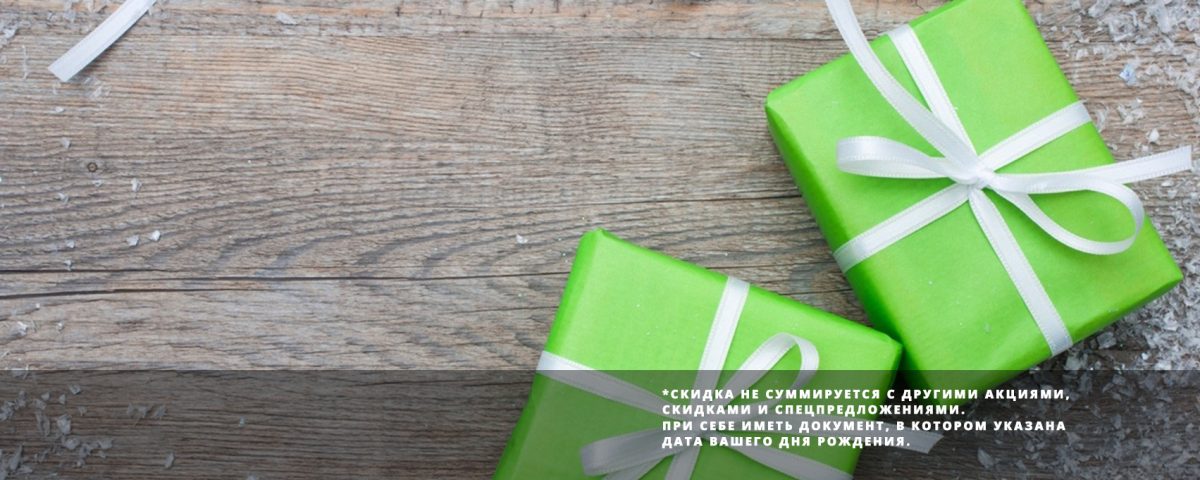 *СКИДКА НЕ СУММИРУЕТСЯ С ДРУГИМИ АКЦИЯМИ,
СКИДКАМИ И СПЕЦПРЕДЛОЖЕНИЯМИ.
ПРИ СЕБЕ ИМЕТЬ ДОКУМЕНТ, В КОТОРОМ УКАЗАНА
ДАТА ВАШЕГО ДНЯ РОЖДЕНИЯ.